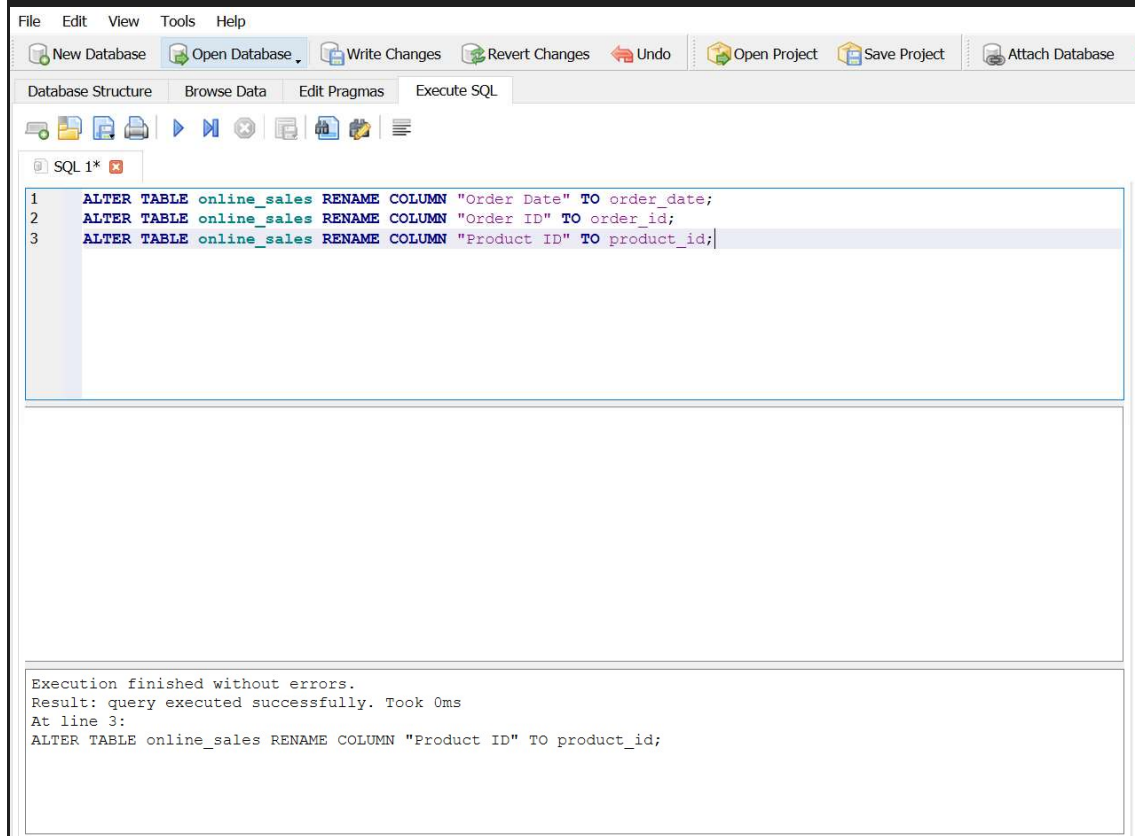 File Edit View Tools Help
New Database Open Database Write Changes Revert Changes Undo Open Project Save Project Attach Database
Database Structure Browse Data Edit Pragmas Execute SQL
SQL 1*
1 ALTER TABLE online_sales RENAME COLUMN "Order Date" TO order_date;
2 ALTER TABLE online_sales RENAME COLUMN "Order ID" TO order_id;
3 ALTER TABLE online_sales RENAME COLUMN "Product ID" TO product_id;
Execution finished without errors.
Result: query executed successfully. Took 0ms
At line 3:
ALTER TABLE online_sales RENAME COLUMN "Product ID" TO product_id;